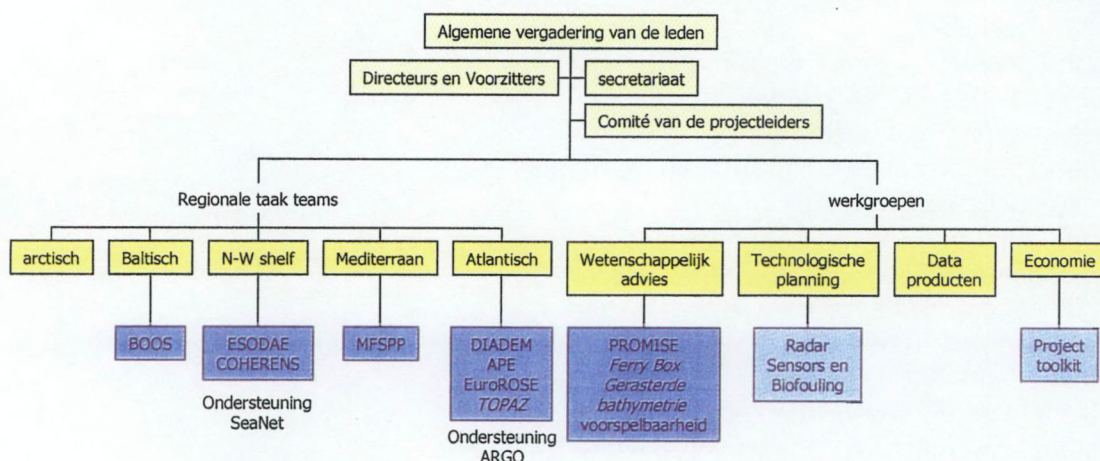 Algemene vergadering van de leden
Directeurs en Voorzitters
secretariaat
Comité van de projectleiders
Regionale taak teams
werkgroepen
arctisch
Baltisch
N-W shelf
Mediterraan
Atlantisch
Wetenschappelijk
advies
Technologische
planning
Data
producten
Economie
BOOS
ESODAE
COHERENS
Ondersteuning
SeaNet
MFSPP
DIADEM
APE
EuroROSE
TOPAZ
Ondersteuning
ARGO
PROMISE
Ferry Box
Gerasterde
bathymetrie
voorspelbaarheid
Radar
Sensors en
Biofouling
Project
toolkit